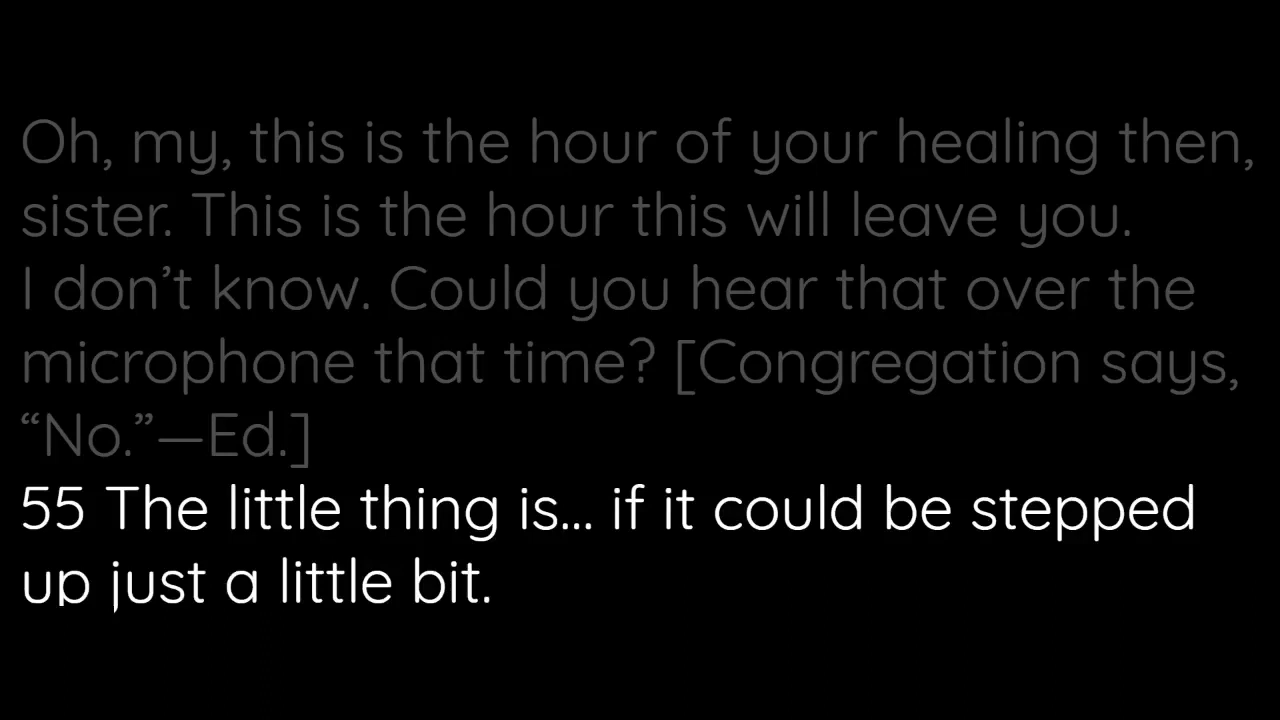 Oh, my, this is the hour of your healing then,
sister. This is the hour this will leave you.
I don’t know. Could you hear that over the
microphone that time? [Congregation says,
“No.”—Ed.]
55 The little thing is... if it could be stepped
up just a little bit.